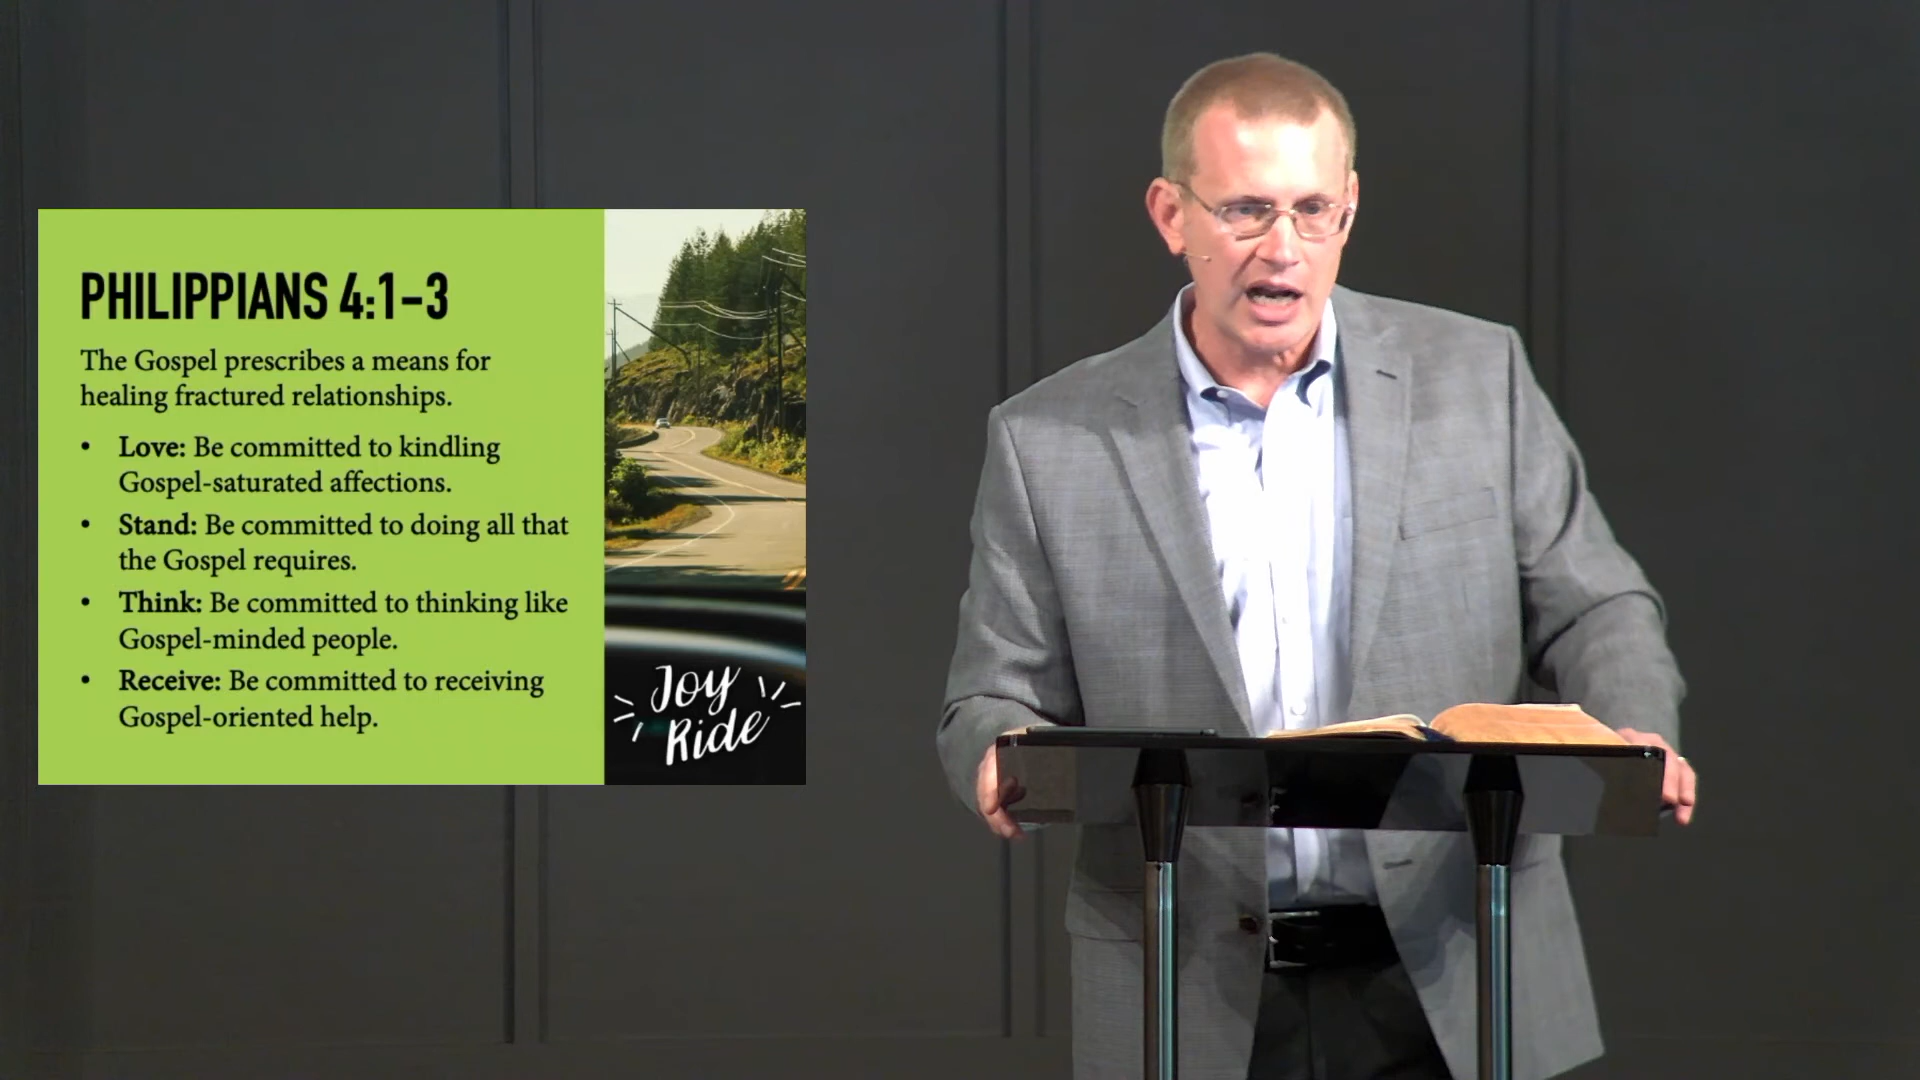 PHILIPPIANS 4:1–3
The Gospel prescribes a means for
healing fractured relationships.
• Love: Be committed to kindling
Gospel-saturated affections.
• Stand: Be committed to doing all that
the Gospel requires.
• Think: Be committed to thinking like
Gospel-minded people.
• Receive: Be committed to receiving
Gospel-oriented help.
Joy
Ride